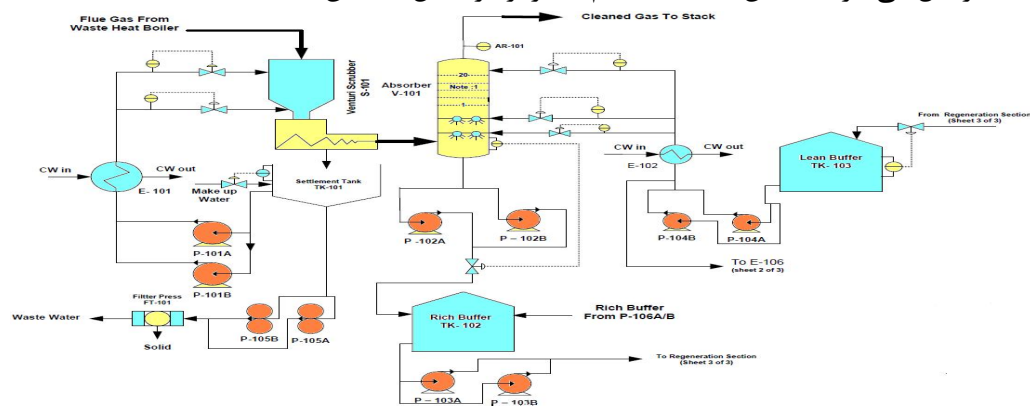 Flue Gas From
Waste Heat Boiler
Cleaned Gas To Stack
AR-101
Venturi Scrubber
S-101
Absorber
V-101
20
Note :1
1
From Regeneration Section
(Sheet 3 of 3)
CW in
CW out
E- 101
Make up
Water
Settlement Tank
TK-101
CW in
CW out
E-102
Lean Buffer
TK- 103
P-101A
P-101B
P -102A
P – 102B
P-104B
P-104A
To E-106
(sheet 2 of 3)
Fillter Press
FT-101
Waste Water
Solid
P-105B
P-105A
Rich Buffer
TK- 102
Rich Buffer
From P-106A/B
To Regeneration Section
(Sheet 3 of 3)
P – 103A
P – 103B